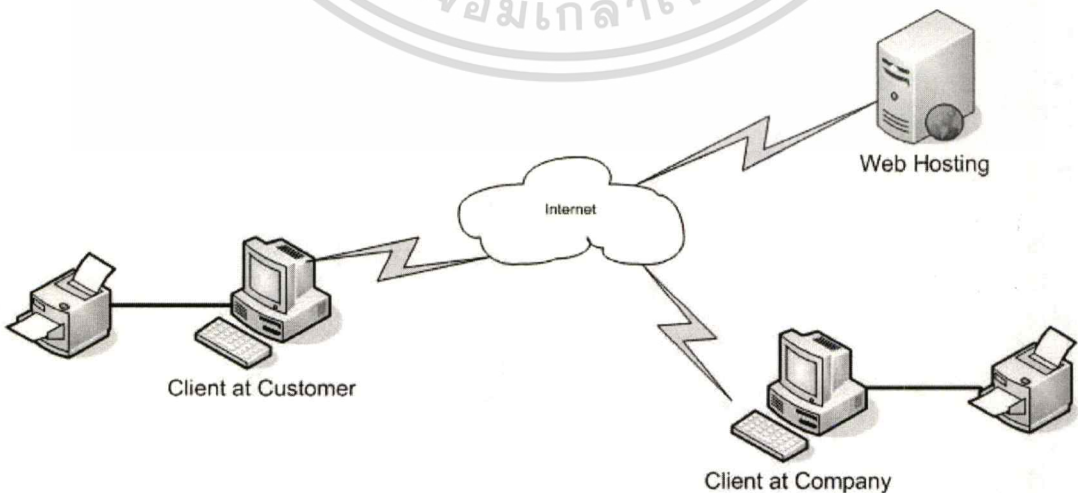 Web Hosting
Internet
Client at Customer
Client at Company